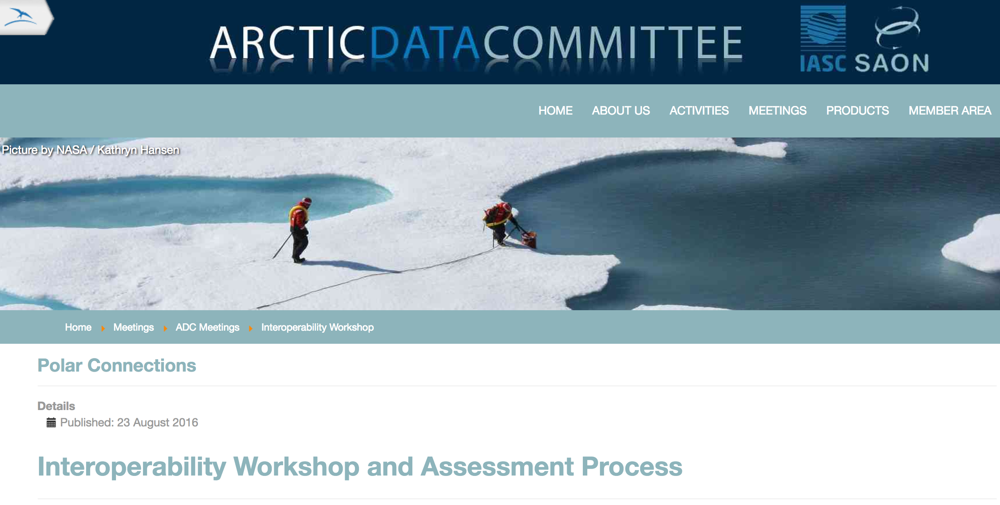 ARCTICDATACOMMITTEE
IASC SAON
HOME ABOUT US ACTIVITIES MEETINGS PRODUCTS MEMBER AREA
Picture by NASA / Kathryn Hansen
Home Meetings ADC Meetings Interoperability Workshop
Polar Connections
Details
Published: 23 August 2016
Interoperability Workshop and Assessment Process